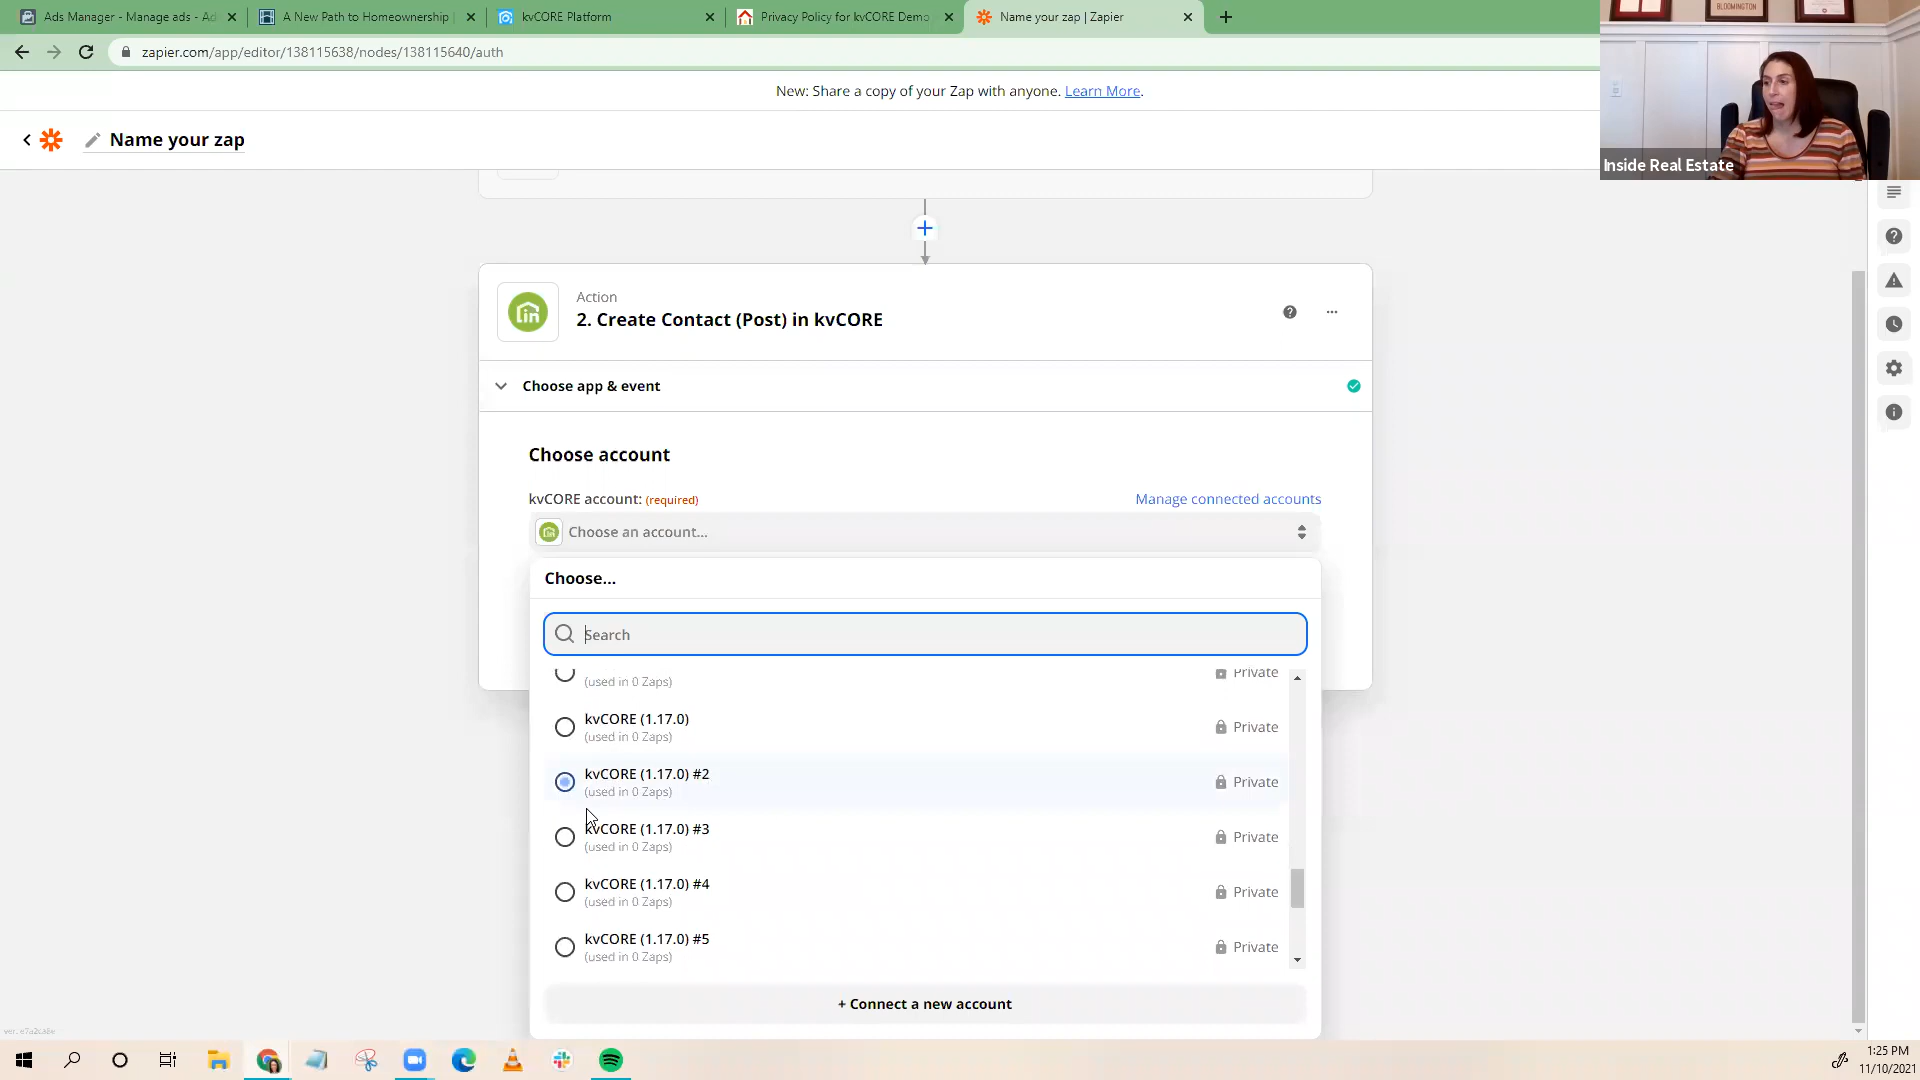 Ads Manager - Manage ads - Ad
A New Path to Homeownership
kvCORE Platform
Privacy Policy for kvCORE Demo
Name your zap | Zapier
zapier.com/app/editor/138115638/nodes/138115640/auth
BLOOMINGTON
New: Share a copy of your Zap with anyone. Learn More.
Name your zap
Inside Real Estate
Action
2. Create Contact (Post) in kvCORE
Choose app & event
Choose account
kvCORE account: (required)
Manage connected accounts
Choose an account...
Choose...
Search
(used in 0 Zaps)
Private
kvCORE (1.17.0)
(used in 0 Zaps)
Private
kvCORE (1.17.0) #2
(used in 0 Zaps)
Private
kvCORE (1.17.0) #3
(used in 0 Zaps)
Private
kvCORE (1.17.0) #4
(used in 0 Zaps)
Private
kvCORE (1.17.0) #5
(used in 0 Zaps)
Private
+ Connect a new account
1:25 PM
11/10/2021